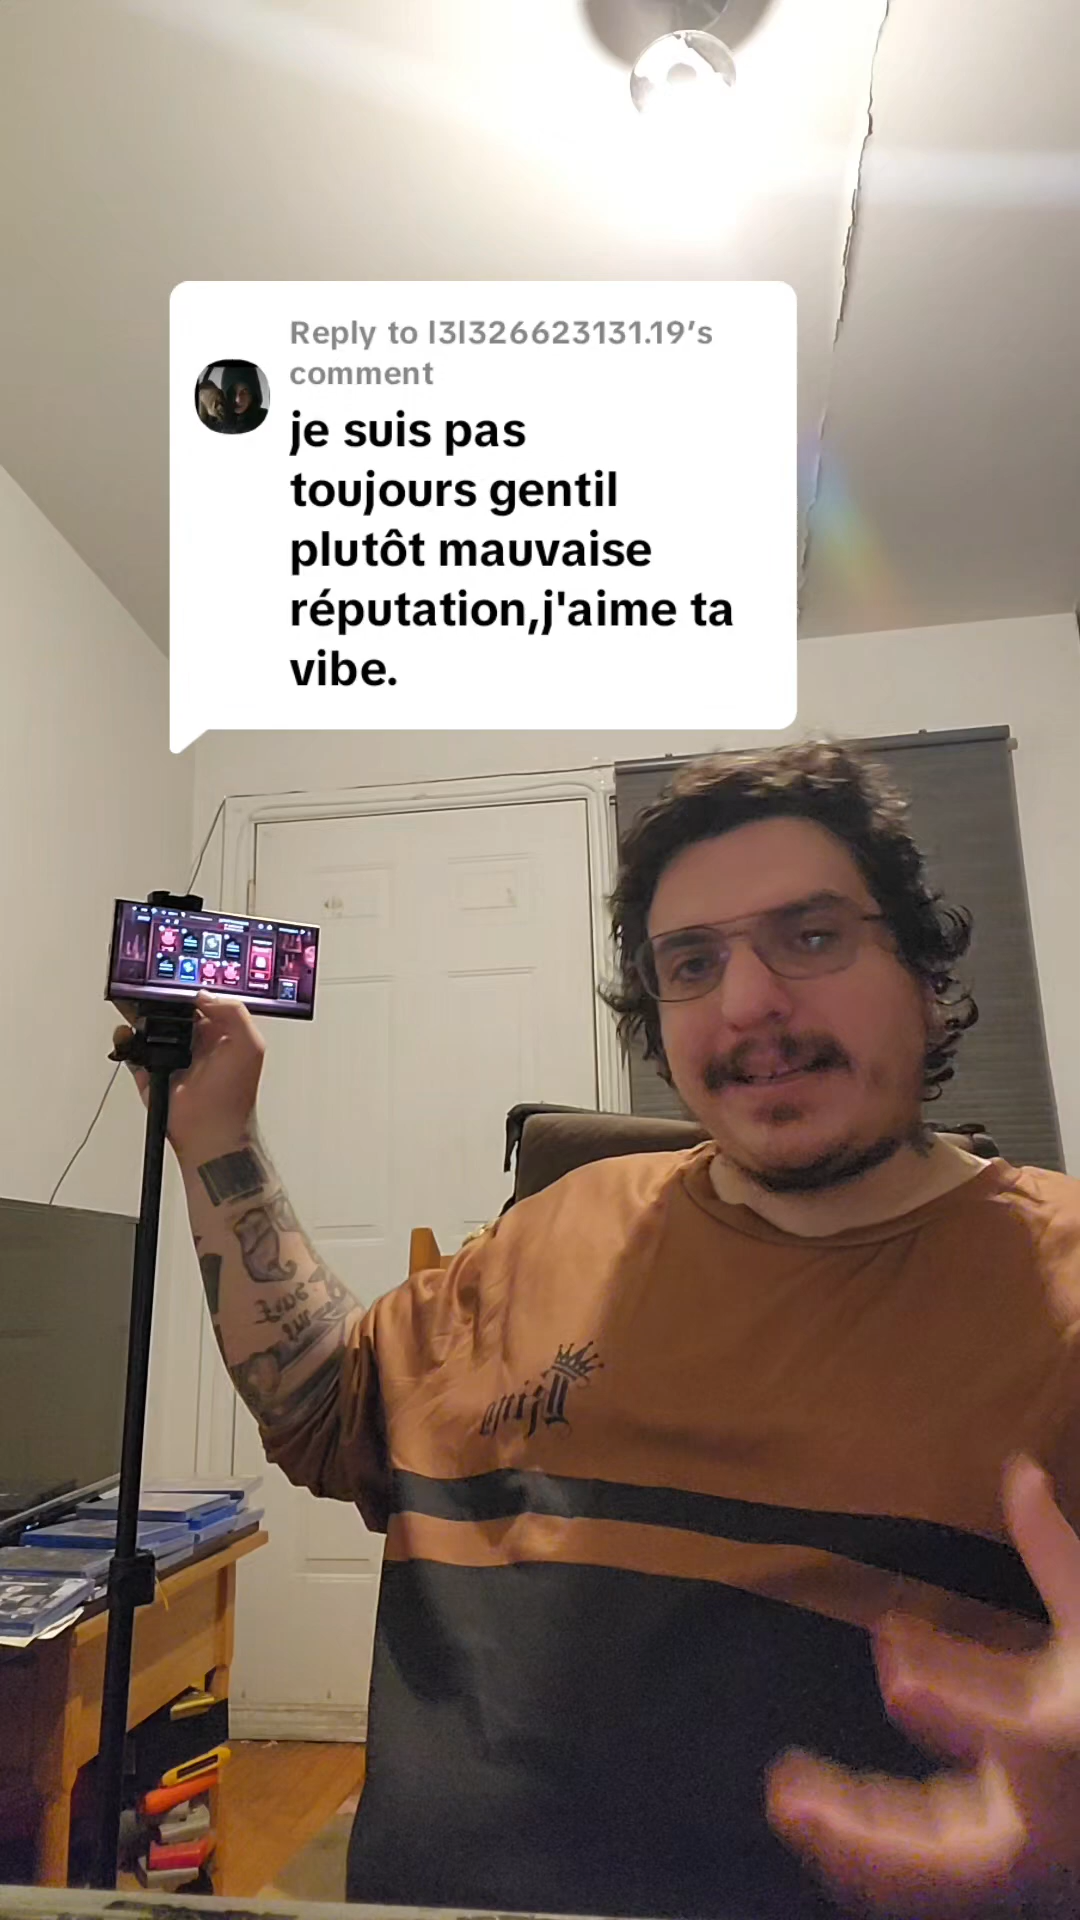 Reply to l3l326623131.19's
comment
je suis pas
toujours gentil
plutôt mauvaise
réputation,j'aime ta
vibe.